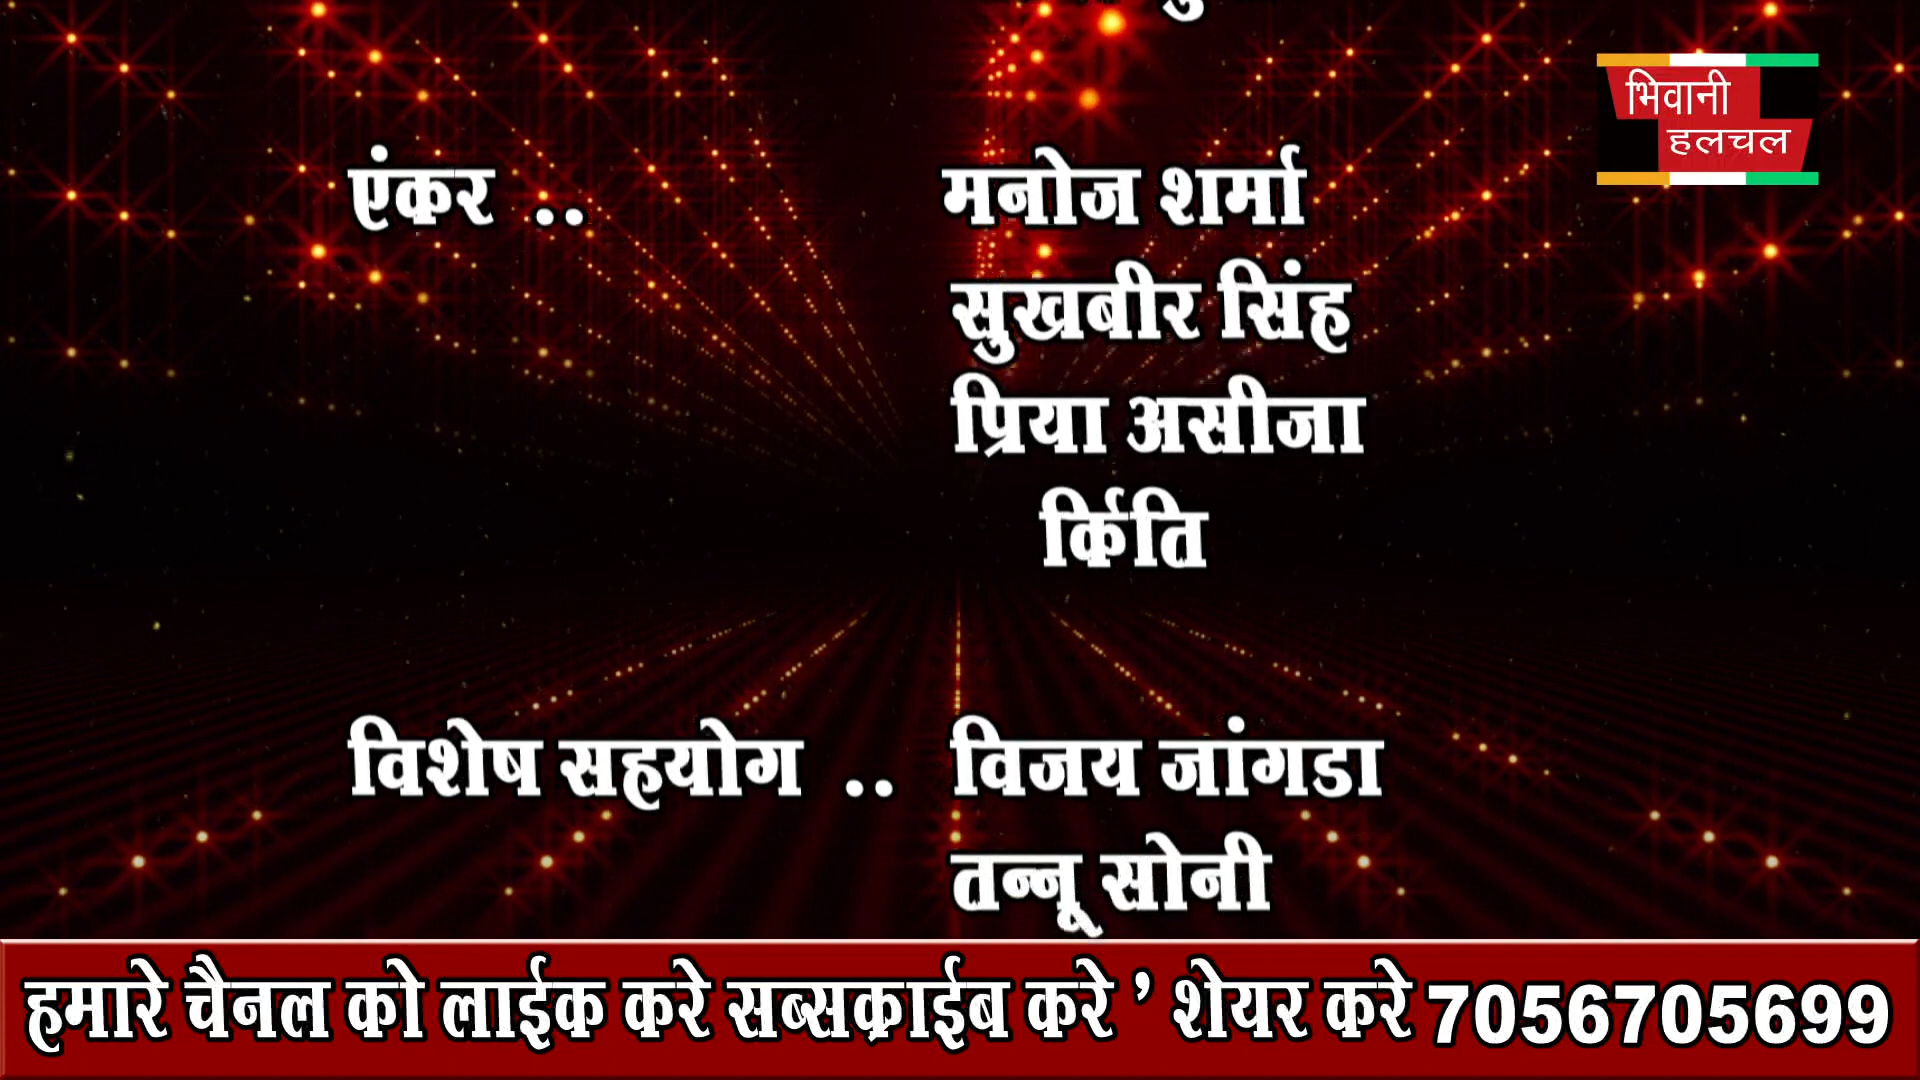 भिवानी
हलचल
एंकर .. मनोज शर्मा
सुखबीर सिंह
प्रिया असीजा
र्किति
विशेष सहयोग .. विजय जांगडा
तन्नू सोनी
हमारे चैनल को लाईक करे सब्सक्राईब करे ’ शेयर करे 7056705699